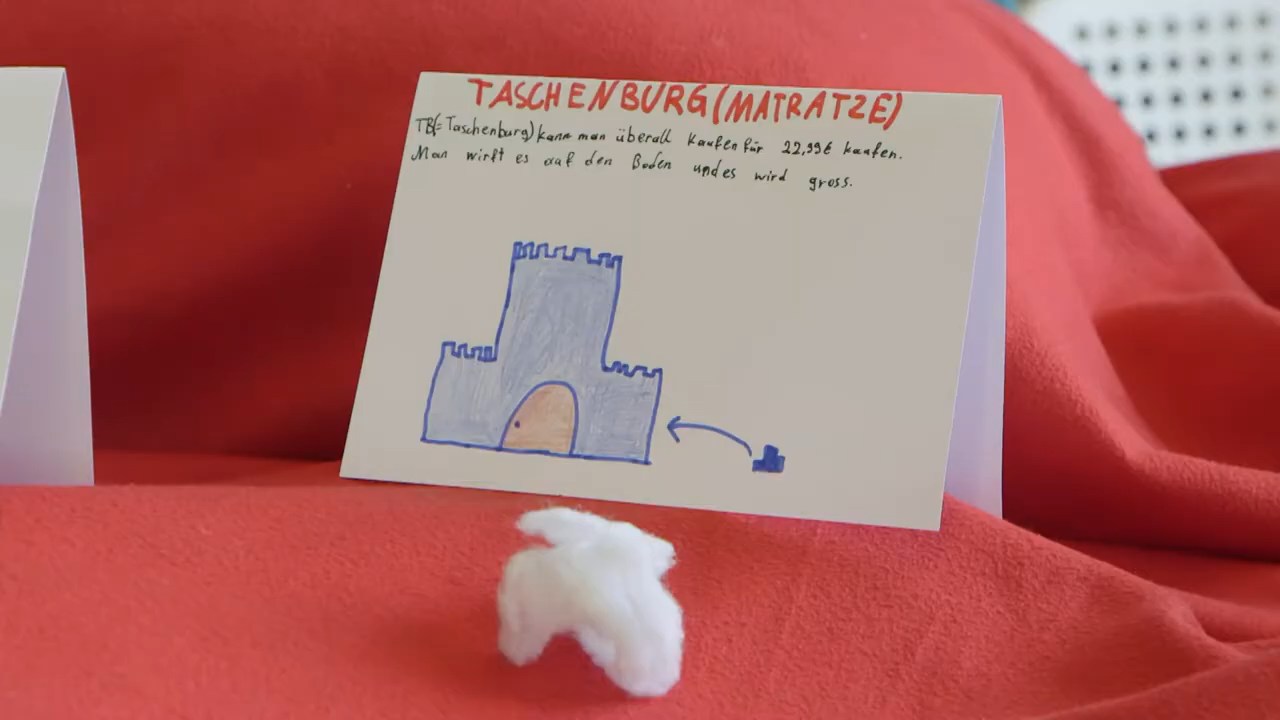 TASCHENBURG(MATRATZE)
TB(=Taschenburg) kann man überall kaufen für 22,99€ kaufen.
Man wirft es auf den Boden und es wird gross.